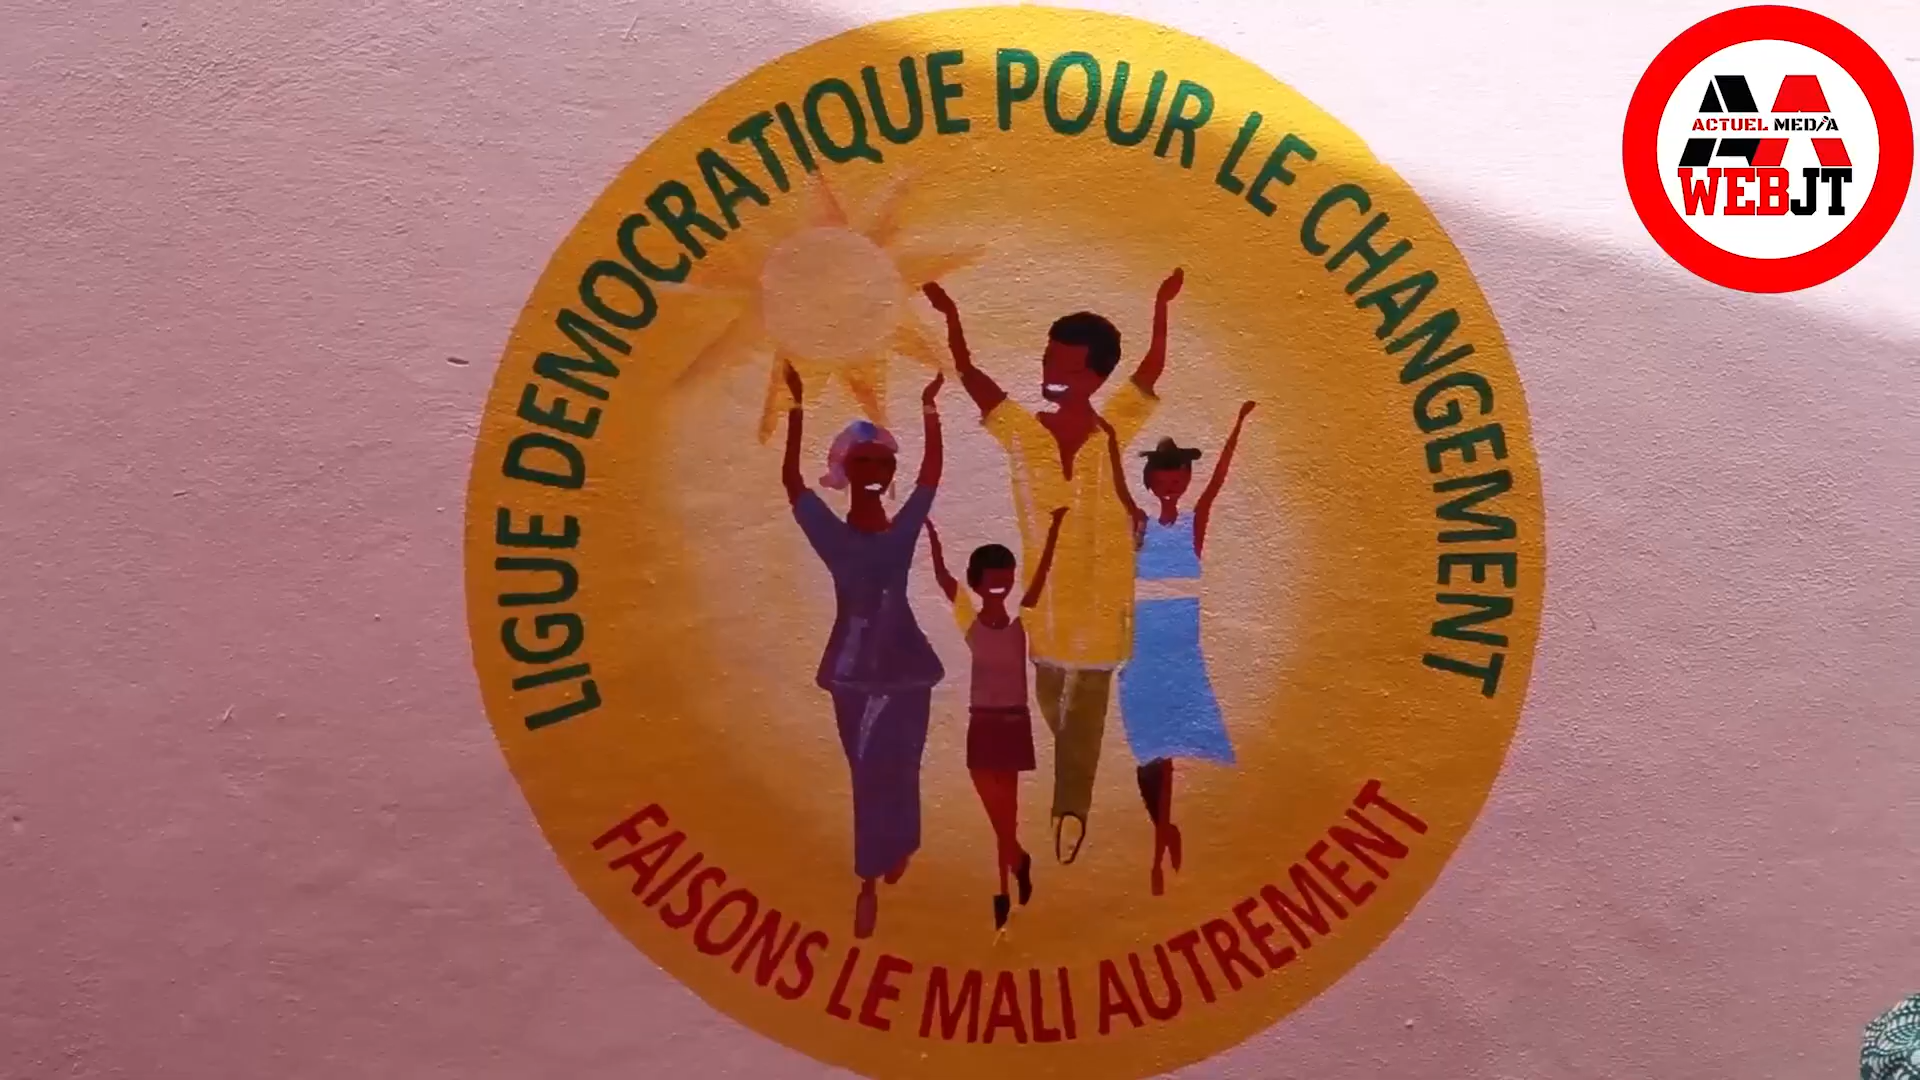 LIGUE DEMOCRATIQUE POUR LE CHANGEMENT
FAISONS LE MALI AUTREMENT
ACTUEL MEDIA
WEBJT